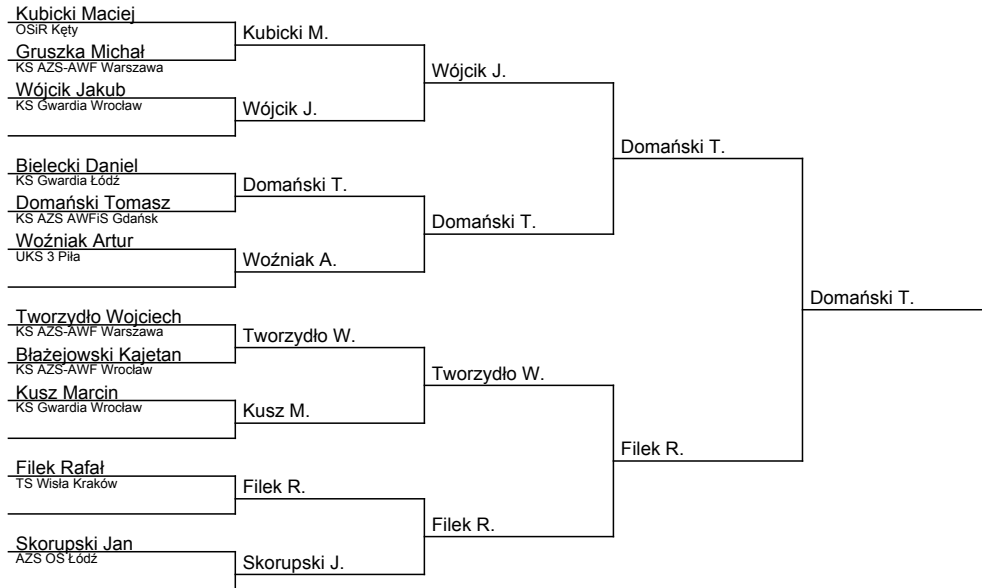 Kubicki Maciej
OSiR Kęty
Gruszka Michał
KS AZS-AWF Warszawa
Wójcik Jakub
KS Gwardia Wrocław
Bielecki Daniel
KS Gwardia Łódź
Domański Tomasz
KS AZS AWFiS Gdańsk
Woźniak Artur
UKS 3 Piła
Tworzydło Wojciech
KS AZS-AWF Warszawa
Błażejowski Kajetan
KS AZS-AWF Wrocław
Kusz Marcin
KS Gwardia Wrocław
Filek Rafał
TS Wisła Kraków
Skorupski Jan
AZS OŚ Łódź
Kubicki M.
Wójcik J.
Domański T.
Woźniak A.
Tworzydło W.
Kusz M.
Filek R.
Skorupski J.
Wójcik J.
Domański T.
Tworzydło W.
Filek R.
Domański T.
Filek R.
Domański T.